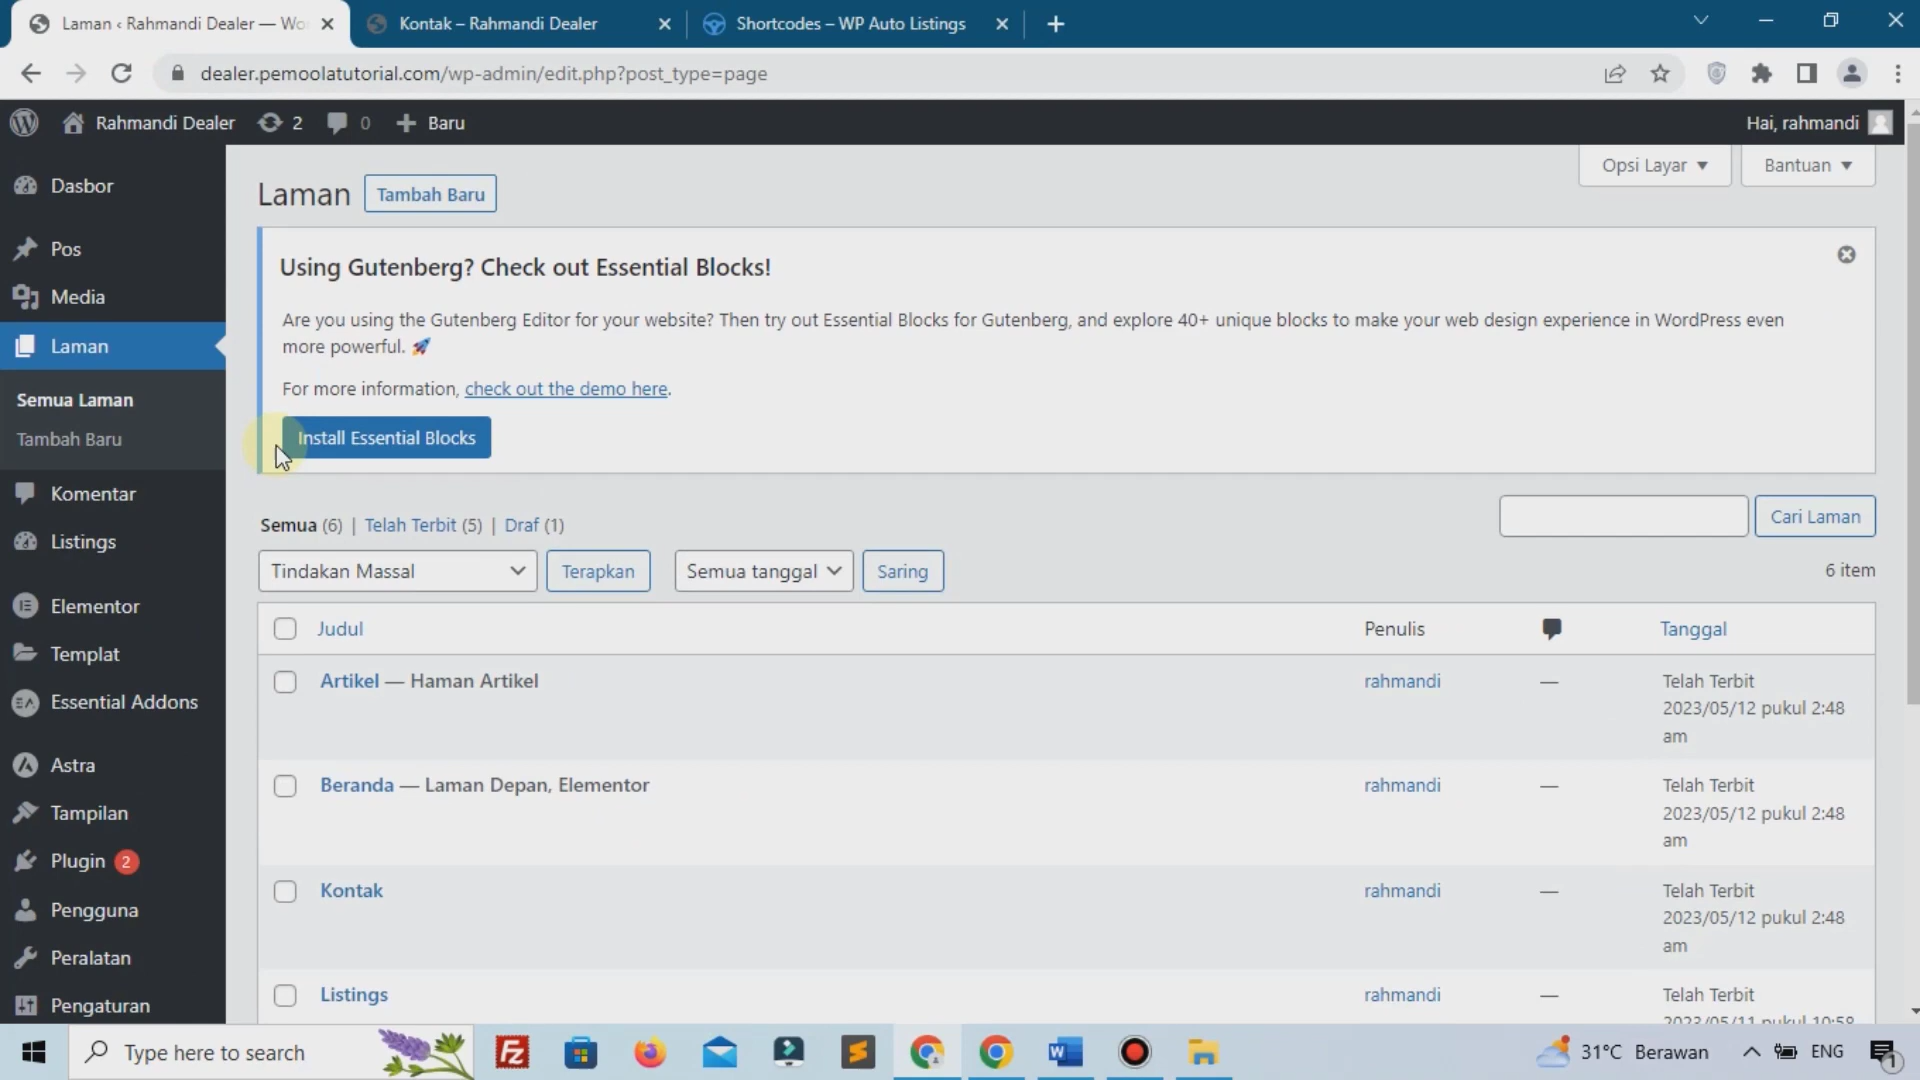 Laman ‹ Rahmandi Dealer — Wo
Kontak – Rahmandi Dealer
Shortcodes – WP Auto Listings
dealer.pemoolatutorial.com/wp-admin/edit.php?post_type=page
Rahmandi Dealer
2
0
Baru
Hai, rahmandi
Dasbor
Pos
Media
Laman
Semua Laman
Tambah Baru
Komentar
Listings
Elementor
Templat
Essential Addons
Astra
Tampilan
Plugin 2
Pengguna
Peralatan
Pengaturan
Opsi Layar
Bantuan
Laman
Tambah Baru
Using Gutenberg? Check out Essential Blocks!
Are you using the Gutenberg Editor for your website? Then try out Essential Blocks for Gutenberg, and explore 40+ unique blocks to make your web design experience in WordPress even
more powerful. 🚀
For more information, check out the demo here.
Install Essential Blocks
Semua (6) | Telah Terbit (5) | Draf (1)
Cari Laman
Tindakan Massal
Terapkan
Semua tanggal
Saring
6 item
Judul
Penulis
Tanggal
Artikel — Haman Artikel
rahmandi
—
Telah Terbit
2023/05/12 pukul 2:48
am
Beranda — Laman Depan, Elementor
rahmandi
—
Telah Terbit
2023/05/12 pukul 2:48
am
Kontak
rahmandi
—
Telah Terbit
2023/05/12 pukul 2:48
am
Listings
rahmandi
—
Telah Terbit
2023/05/11 pukul 10:58
Type here to search
31°C Berawan
ENG
1